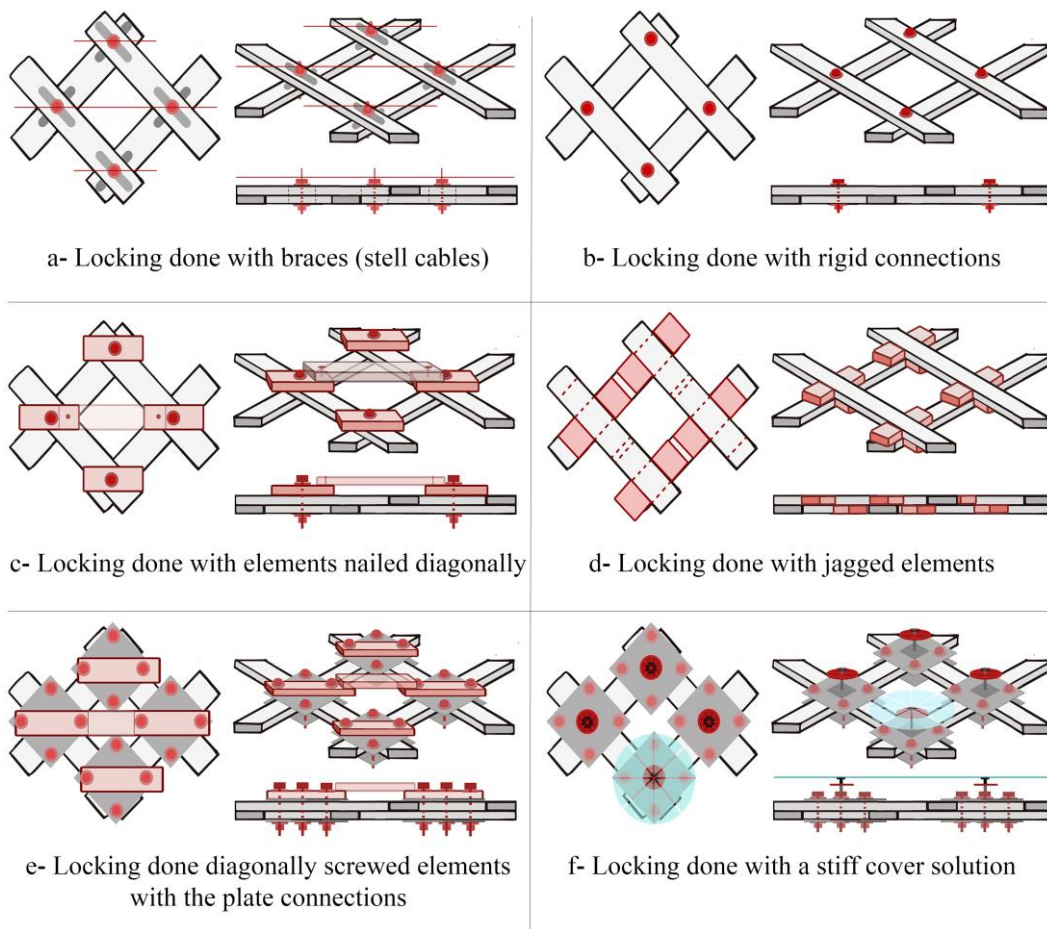 a- Locking done with braces (stell cables)
b- Locking done with rigid connections
c- Locking done with elements nailed diagonally
d- Locking done with jagged elements
e- Locking done diagonally screwed elements
with the plate connections
f- Locking done with a stiff cover solution